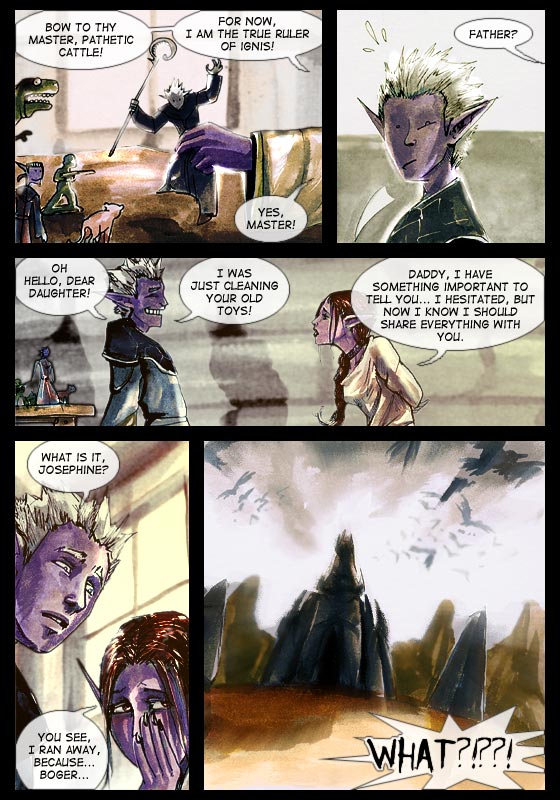 BOW TO THY
MASTER, PATHETIC
CATTLE!
FOR NOW,
I AM THE TRUE RULER
OF IGNIS!
YES,
MASTER!
FATHER?
OH
HELLO, DEAR
DAUGHTER!
I WAS
JUST CLEANING
YOUR OLD
TOYS!
DADDY, I HAVE
SOMETHING IMPORTANT TO
TELL YOU... I HESITATED, BUT
NOW I KNOW I SHOULD
SHARE EVERYTHING WITH
YOU.
WHAT IS IT,
JOSEPHINE?
YOU SEE,
I RAN AWAY,
BECAUSE...
BOGER...
WHAT?!??!